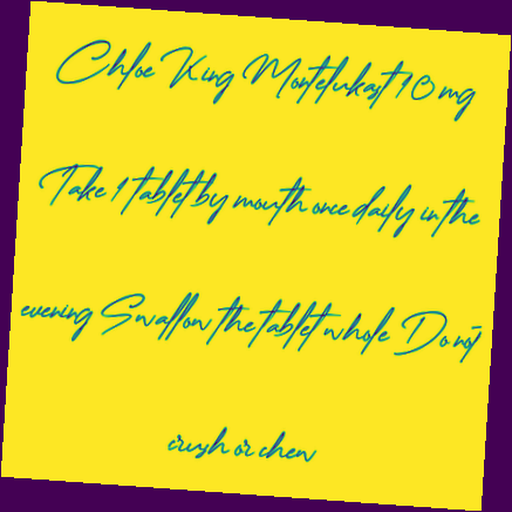 Chloe King Montelukast 10 mg
Take 1 tablet by mouth once daily in the
evening Swallow the tablet whole Do not
crush or chew